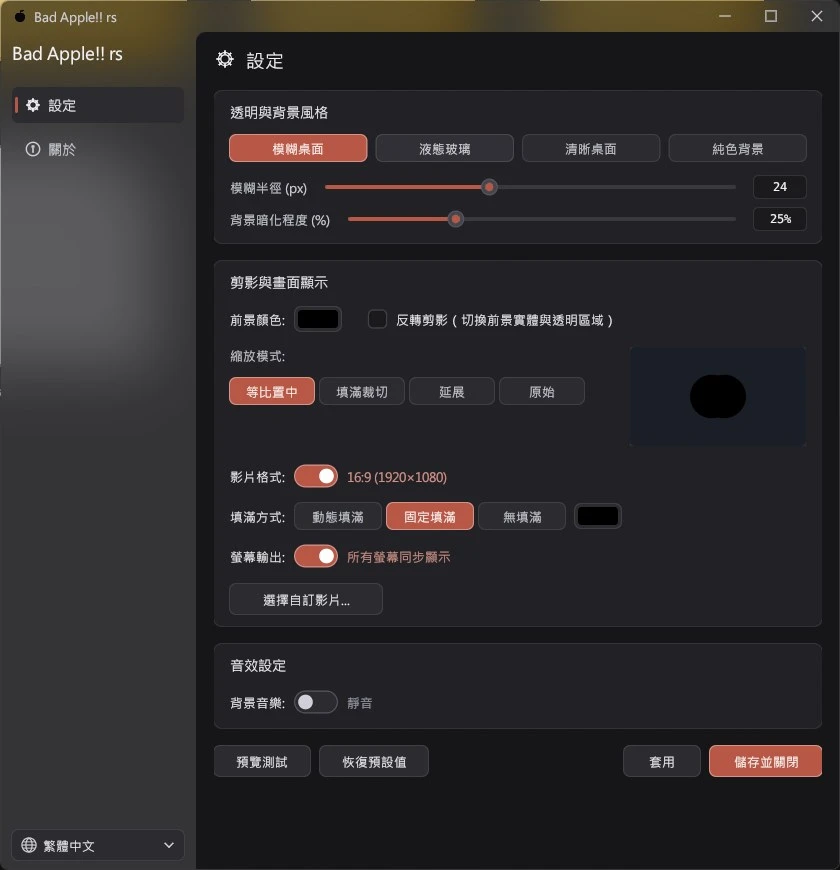 Bad Apple!! rs
Bad Apple!! rs
設定
關於
繁體中文
設定
透明與背景風格
模糊桌面 液態玻璃 清晰桌面 純色背景
模糊半徑 (px) 24
背景暗化程度 (%) 25%
剪影與畫面顯示
前景顏色: 反轉剪影 ( 切換前景實體與透明區域 )
縮放模式:
等比置中 填滿裁切 延展 原始
影片格式: 16:9 (1920×1080)
填滿方式: 動態填滿 固定填滿 無填滿
螢幕輸出: 所有螢幕同步顯示
選擇自訂影片...
音效設定
背景音樂: 靜音
預覽測試 恢復預設值 套用 儲存並關閉